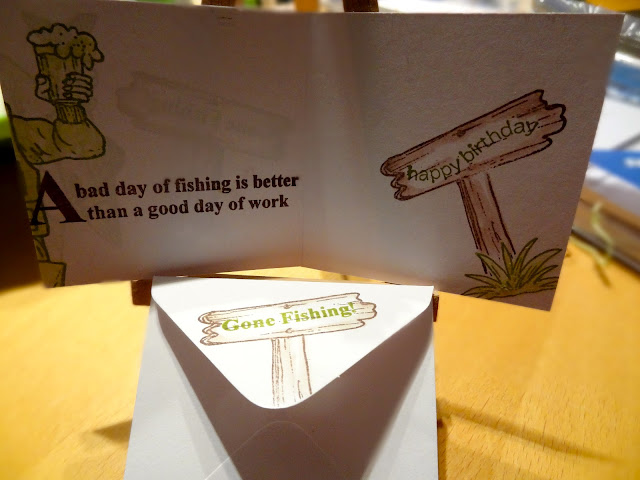 A bad day of fishing is better
than a good day of work
happy birthday
Gone Fishing!